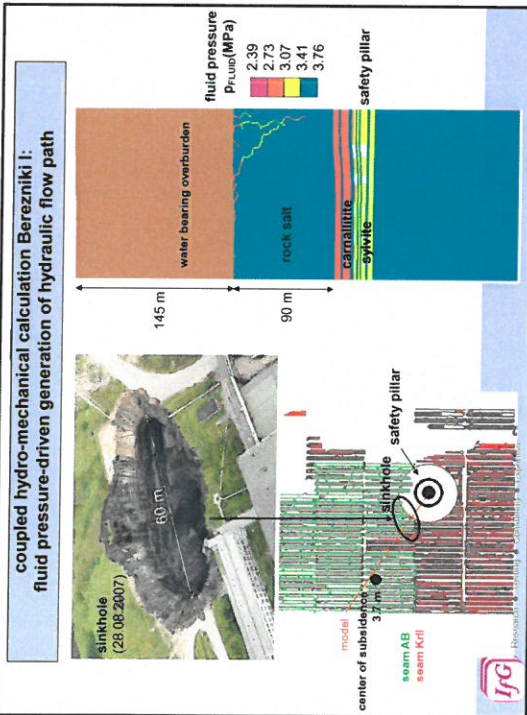 coupled hydro-mechanical calculation Berezniki I:
fluid pressure-driven generation of hydraulic flow path
sinkhole
(28 08.2007)
60 m
model
center of subsidence
3.7 m
sinkhole
safety pillar
seam AB
seam KrII
145 m
90 m
water bearing overburden
rock salt
carnallitite
sylvite
fluid pressure
pFLUID(MPa)
2.39
2.73
3.07
3.41
3.76
safety pillar
IfG